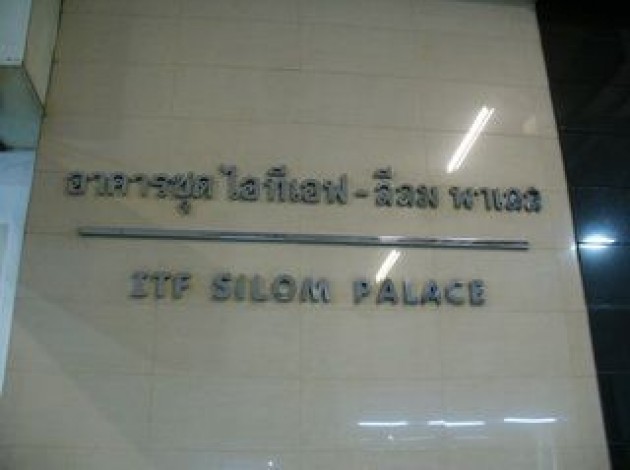 อาคารชุด ไอทีเอฟ - สีลม พาเลส
ITF SILOM PALACE